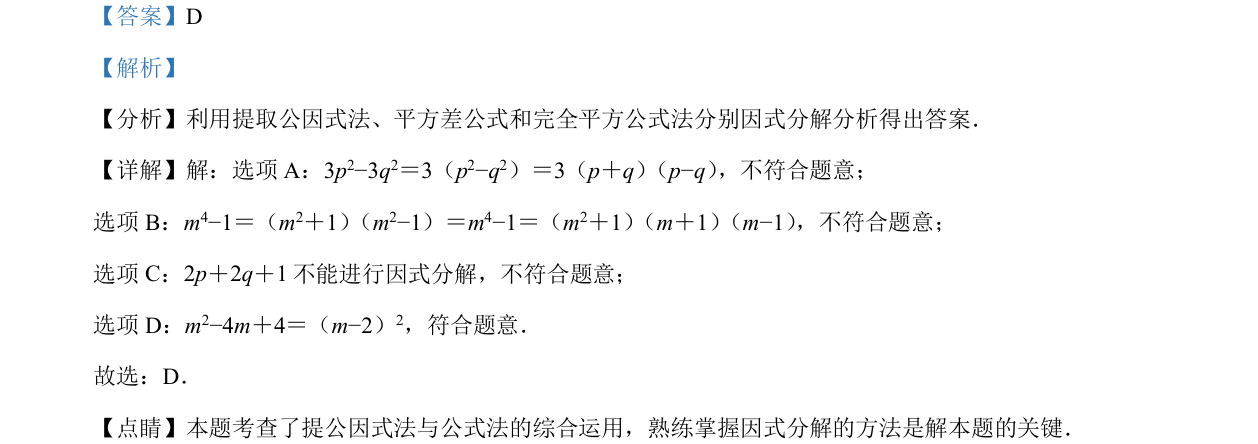 【答案】D
【解析】
【分析】利用提取公因式法、平方差公式和完全平方公式法分别因式分解分析得出答案．
【详解】解：选项 A：3p²−3q²＝3（p²−q²）＝3（p＋q）（p−q），不符合题意；
选项 B：m⁴−1＝（m²＋1）（m²−1）＝m⁴−1＝（m²＋1）（m＋1）（m−1），不符合题意；
选项 C：2p＋2q＋1 不能进行因式分解，不符合题意；
选项 D：m²−4m＋4＝（m−2）²，符合题意．
故选：D．
【点睛】本题考查了提公因式法与公式法的综合运用，熟练掌握因式分解的方法是解本题的关键．